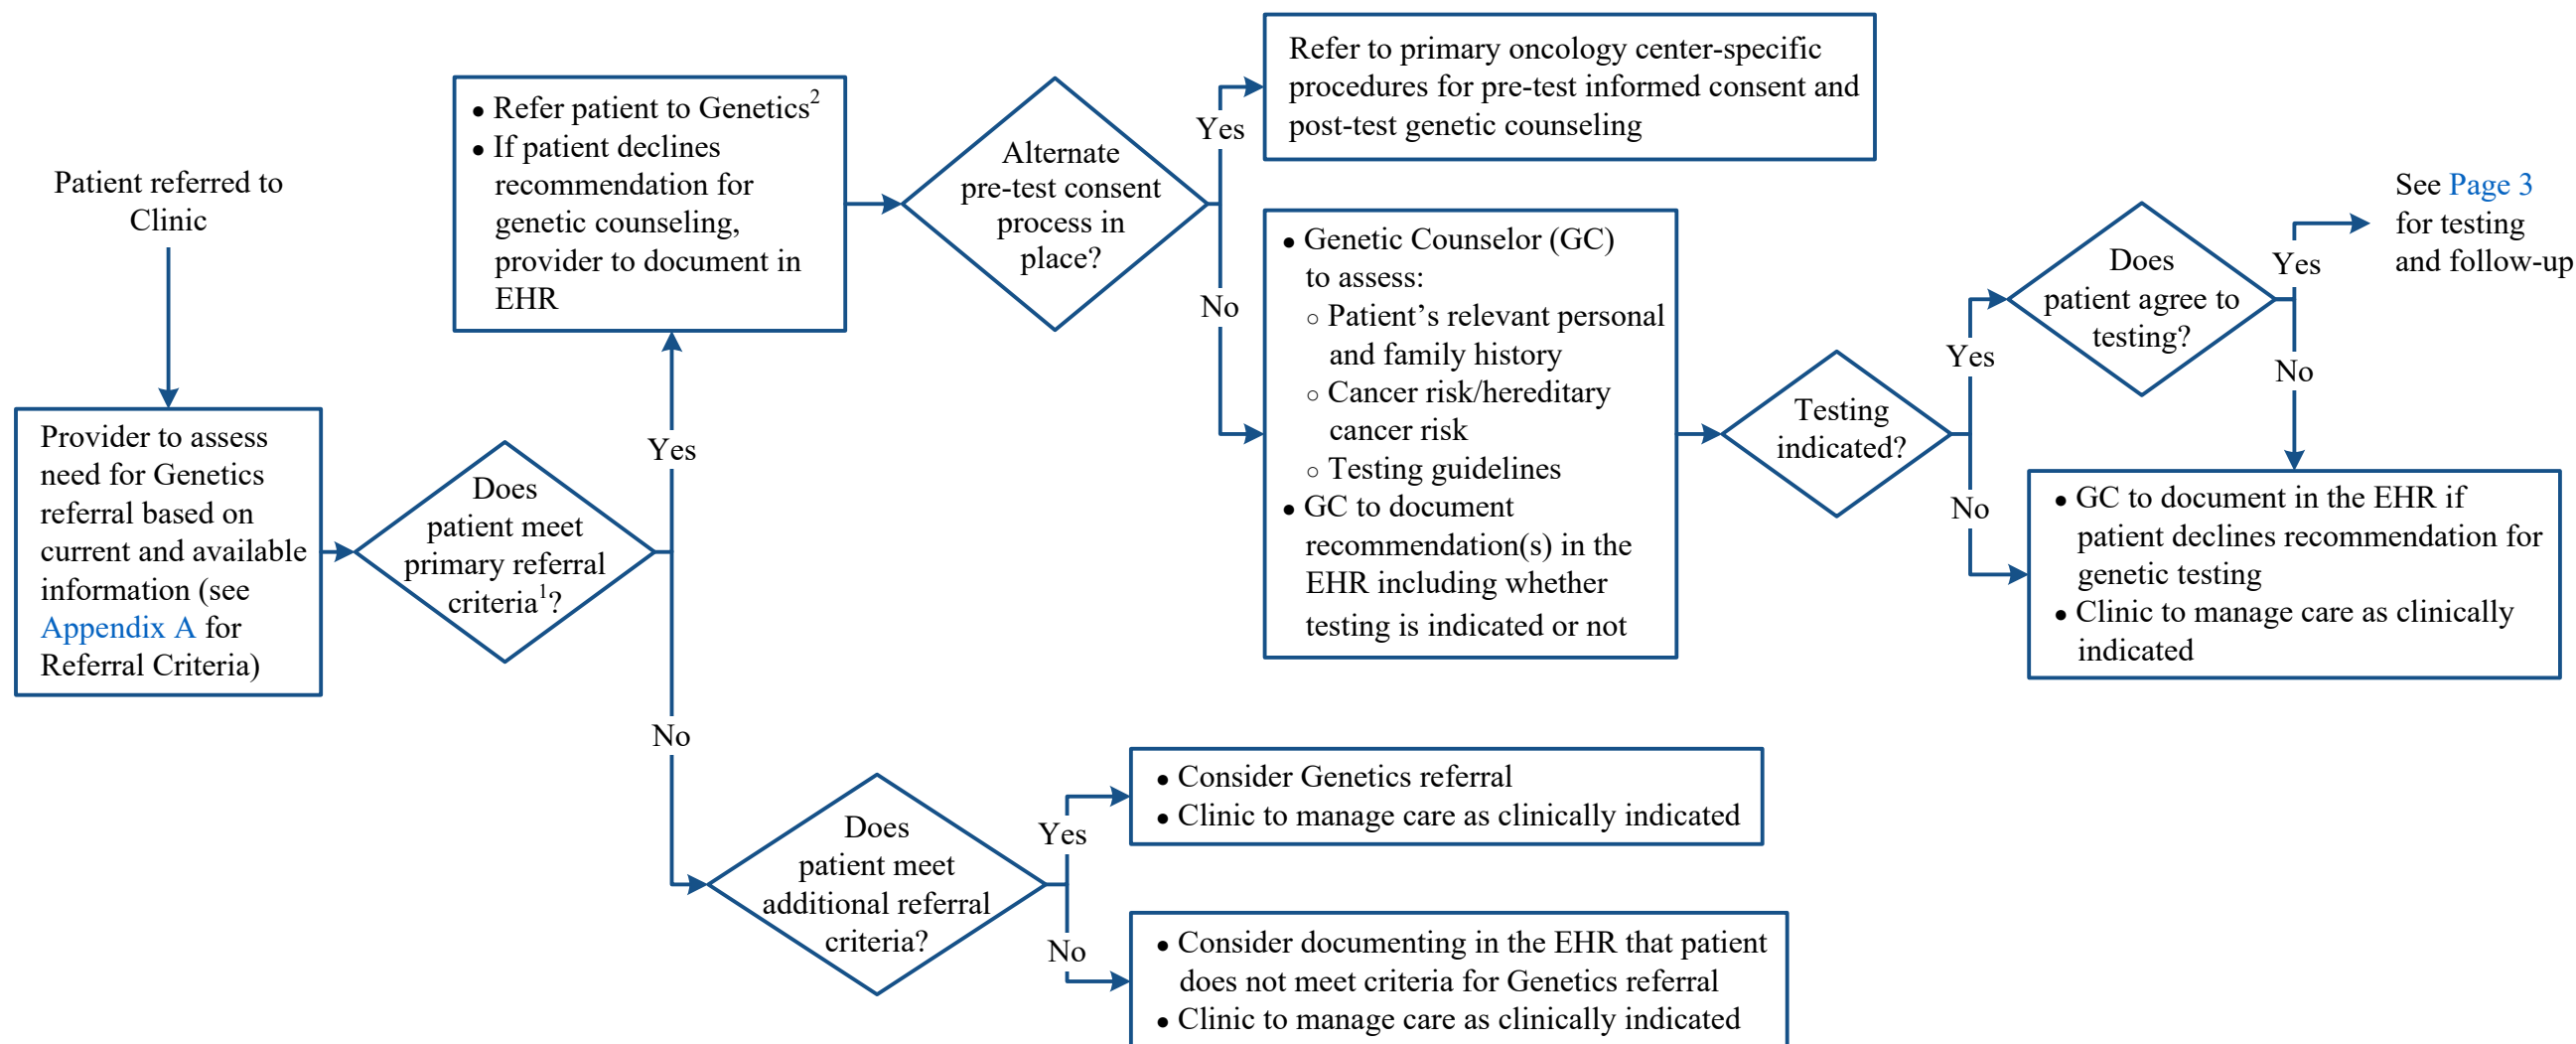 Patient referred to
Clinic
Provider to assess
need for Genetics
referral based on
current and available
information (see
Appendix A for
Referral Criteria)
Does
patient meet
primary referral
criteria¹?
Yes
No
• Refer patient to Genetics²
• If patient declines
recommendation for
genetic counseling,
provider to document in
EHR
Alternate
pre-test consent
process in
place?
Yes
No
Refer to primary oncology center-specific
procedures for pre-test informed consent and
post-test genetic counseling
• Genetic Counselor (GC)
to assess:
○ Patient’s relevant personal
and family history
○ Cancer risk/hereditary
cancer risk
○ Testing guidelines
• GC to document
recommendation(s) in the
EHR including whether
testing is indicated or not
Testing
indicated?
Yes
No
Does
patient agree to
testing?
Yes
No
See Page 3
for testing
and follow-up
• GC to document in the EHR if
patient declines recommendation for
genetic testing
• Clinic to manage care as clinically
indicated
Does
patient meet
additional referral
criteria?
Yes
No
• Consider Genetics referral
• Clinic to manage care as clinically indicated
• Consider documenting in the EHR that patient
does not meet criteria for Genetics referral
• Clinic to manage care as clinically indicated